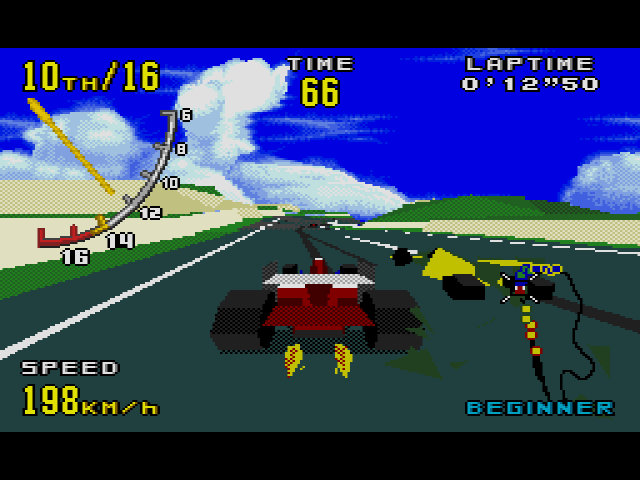 10TH/16
TIME
66
LAPTIME
0'12"50
6
8
10
12
14
16
SPEED
198KM/h
BEGINNER